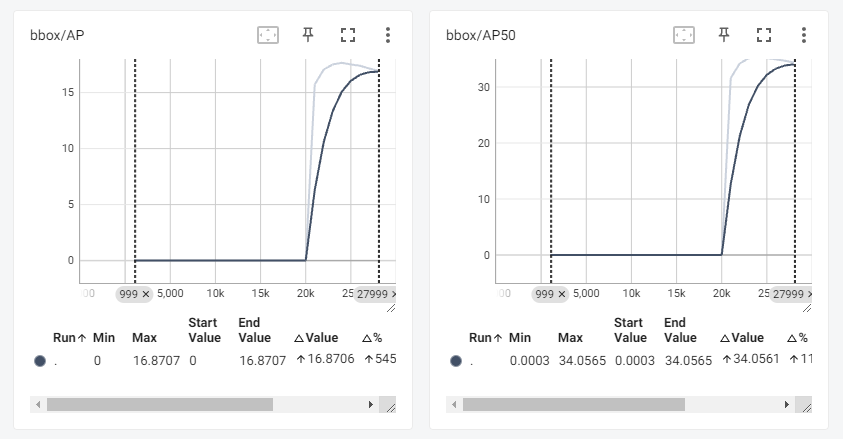 bbox/AP
15
10
5
0
00 999 × 5,000 10k 15k 20k 25 27999 ×
Run↑ Min Max Start Value End Value △Value △%
. 0 16.8707 0 16.8707 ↑16.8706 ↑545
bbox/AP50
30
20
10
0
00 999 × 5,000 10k 15k 20k 25 27999 ×
Run↑ Min Max Start Value End Value △Value △%
. 0.0003 34.0565 0.0003 34.0565 ↑34.0561 ↑11